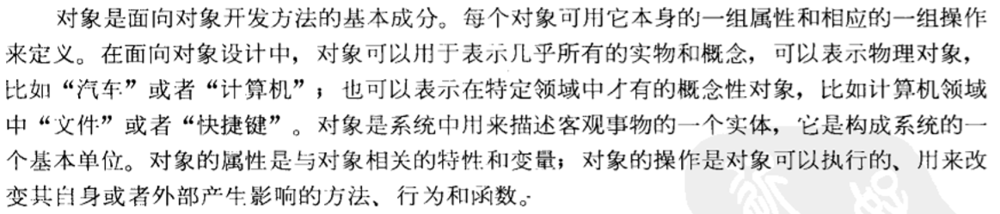 对象是面向对象开发方法的基本成分。每个对象可用它本身的一组属性和相应的一组操作
来定义。在面向对象设计中，对象可以用于表示几乎所有的实物和概念，可以表示物理对象，
比如“汽车”或者“计算机”；也可以表示在特定领域中才有的概念性对象，比如计算机领域
中“文件”或者“快捷键”。对象是系统中用来描述客观事物的一个实体，它是构成系统的一
个基本单位。对象的属性是与对象相关的特性和变量；对象的操作是对象可以执行的、用来改
变其自身或者外部产生影响的方法、行为和函数。